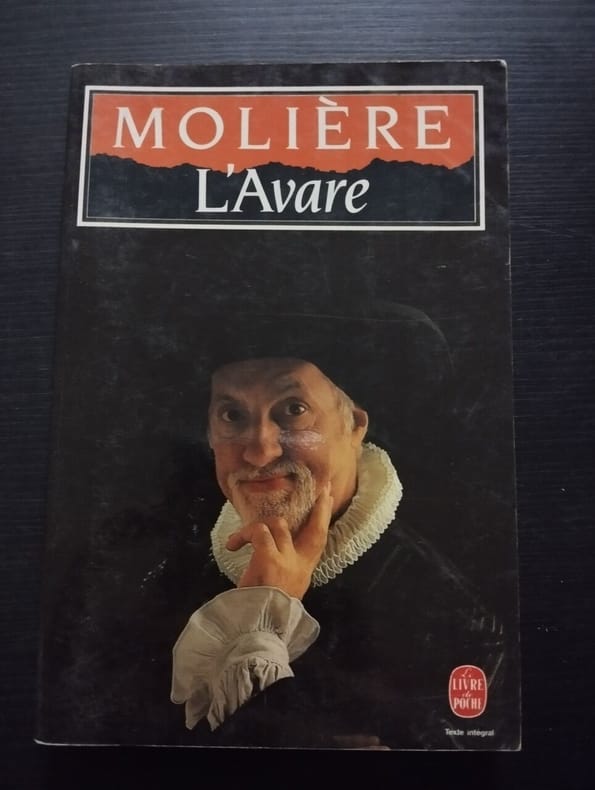 MOLIÈRE
L'Avare
Le
LIVRE
de
POCHE
Texte intégral